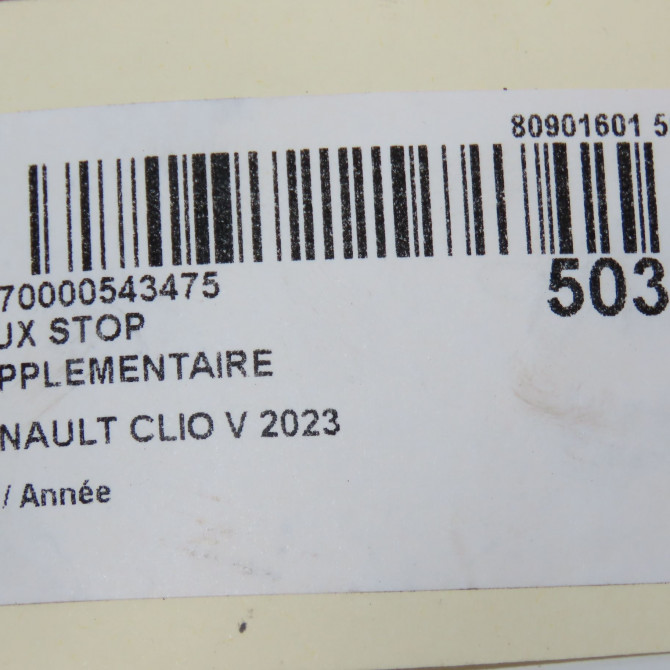 80901601 5
70000543475
503
UX STOP
PPLEMENTAIRE
NAULT CLIO V 2023
/ Année